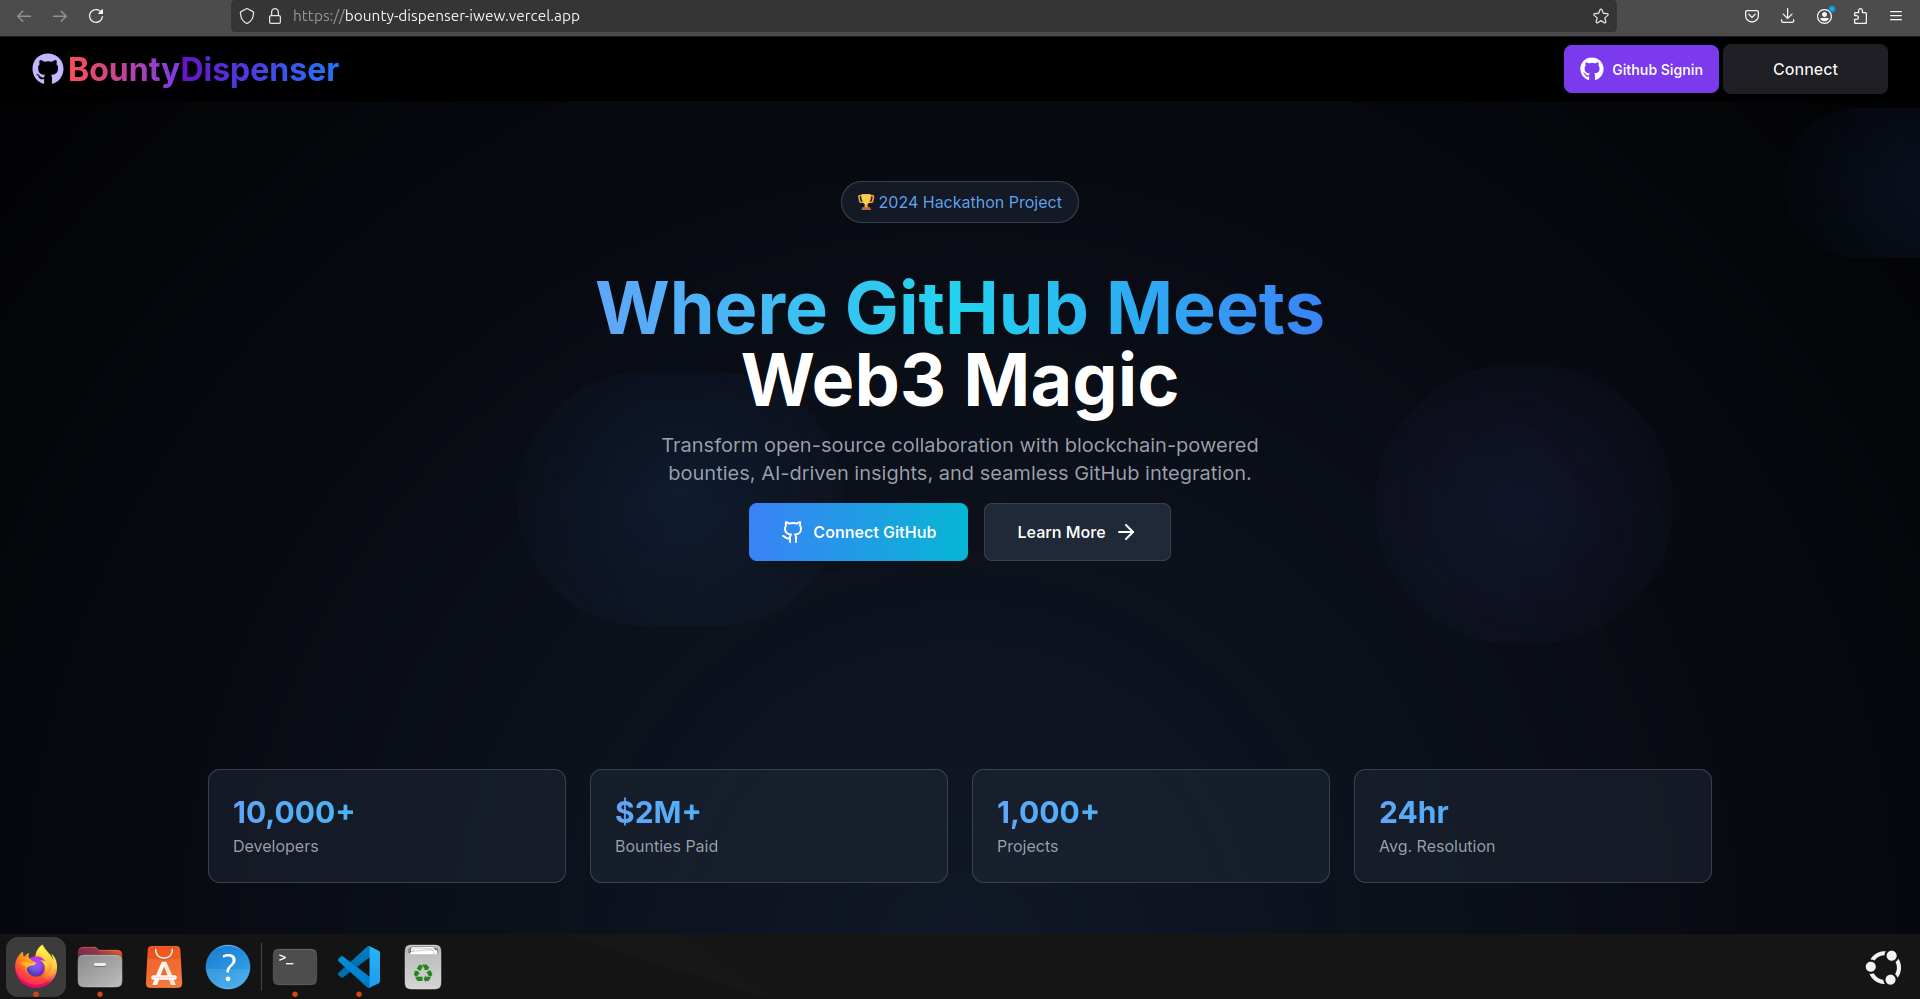 https://bounty-dispenser-iwew.vercel.app
BountyDispenser
Github Signin
Connect
🏆 2024 Hackathon Project
Where GitHub Meets
Web3 Magic
Transform open-source collaboration with blockchain-powered
bounties, AI-driven insights, and seamless GitHub integration.
Connect GitHub
Learn More →
10,000+
Developers
$2M+
Bounties Paid
1,000+
Projects
24hr
Avg. Resolution